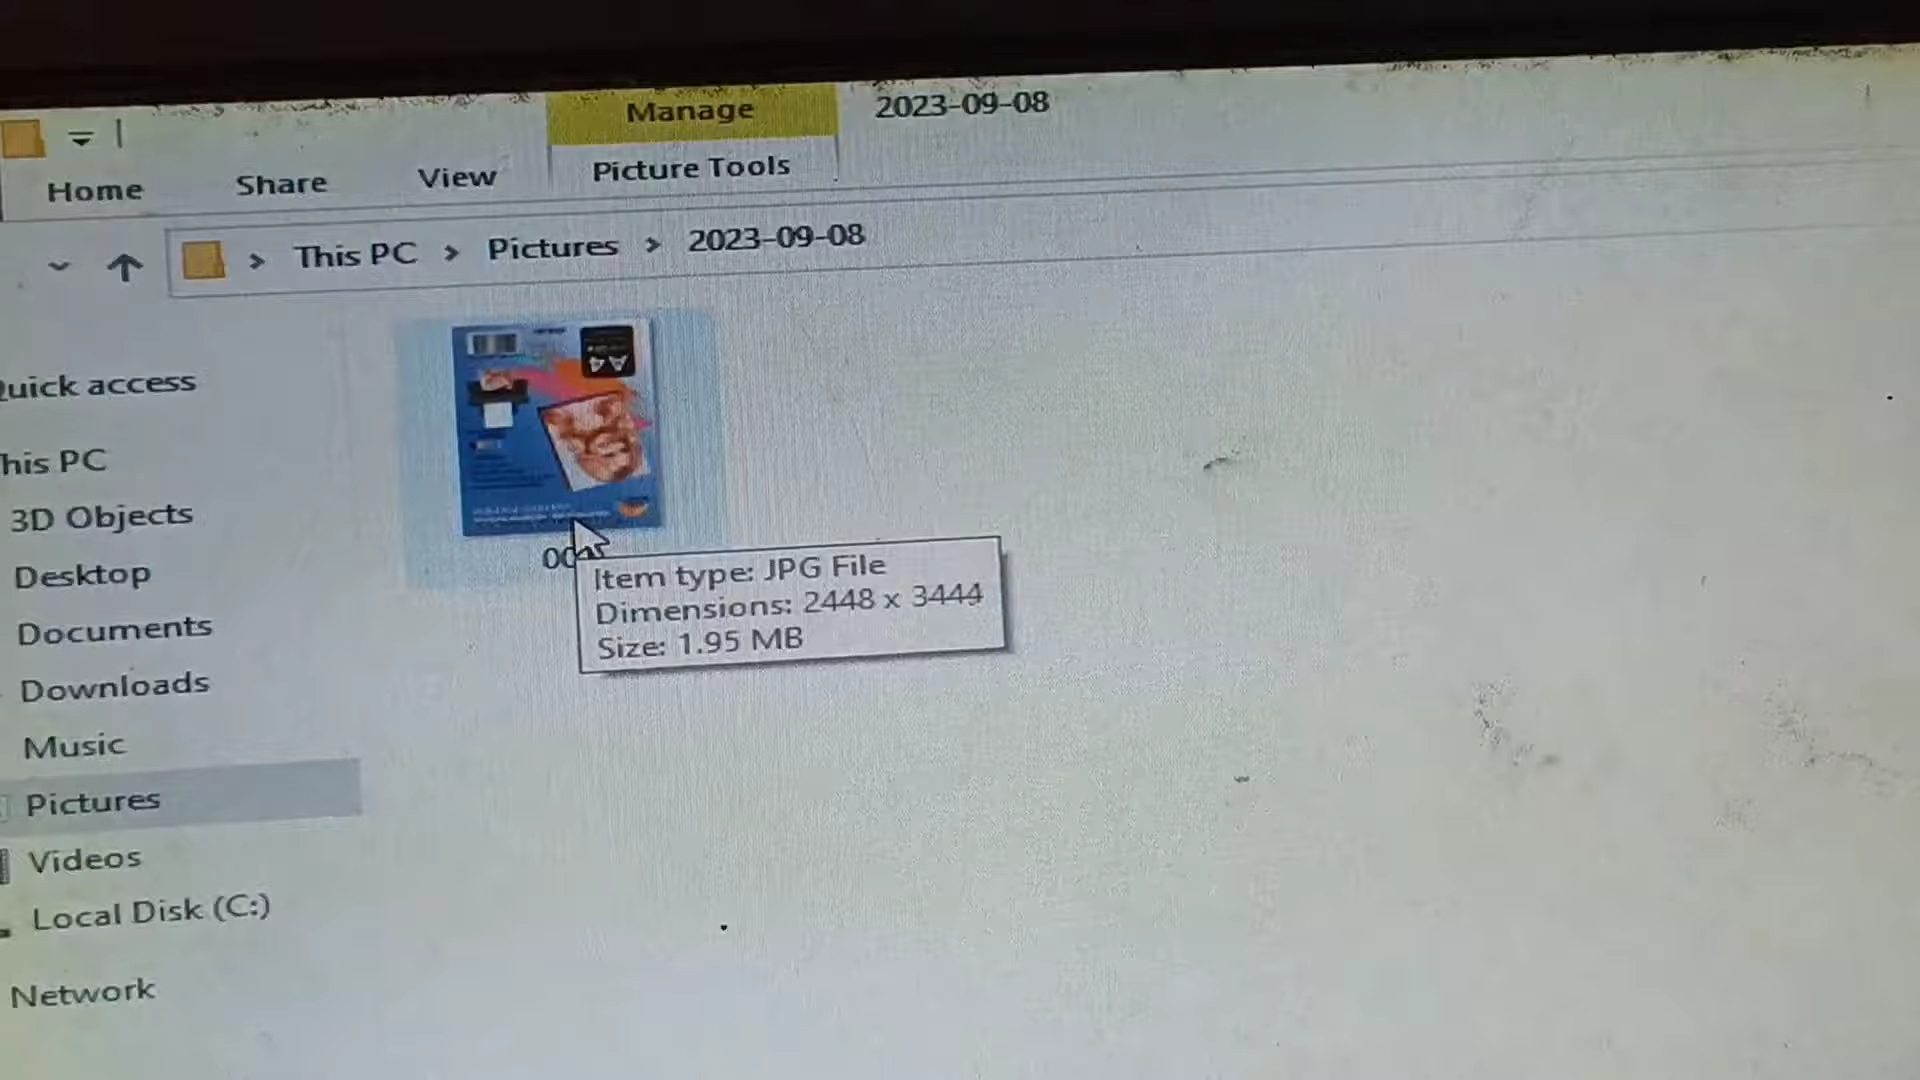 Manage
2023-09-08
Home
Share
View
Picture Tools
This PC
Pictures
2023-09-08
Quick access
This PC
3D Objects
Desktop
Documents
Downloads
Music
Pictures
Videos
Local Disk (C:)
Network
Item type: JPG File
Dimensions: 2448 x 3444
Size: 1.95 MB